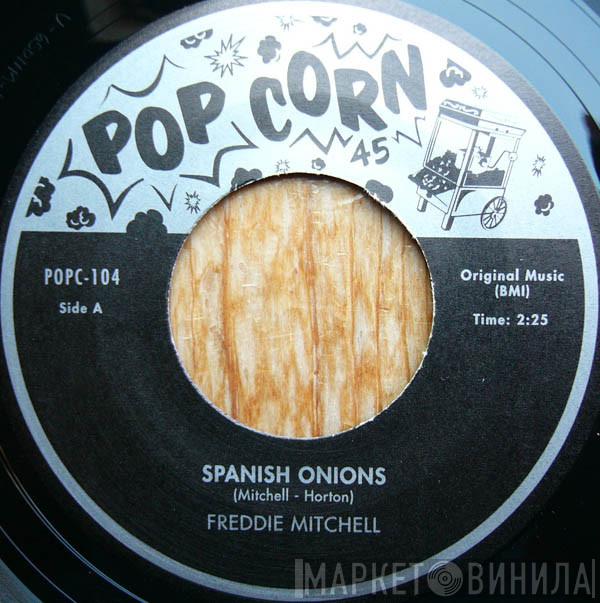 POP CORN
45
POPC-104
Side A
Original Music
(BMI)
Time: 2:25
SPANISH ONIONS
(Mitchell - Horton)
FREDDIE MITCHELL
МАРКЕТ ВИНИЛА